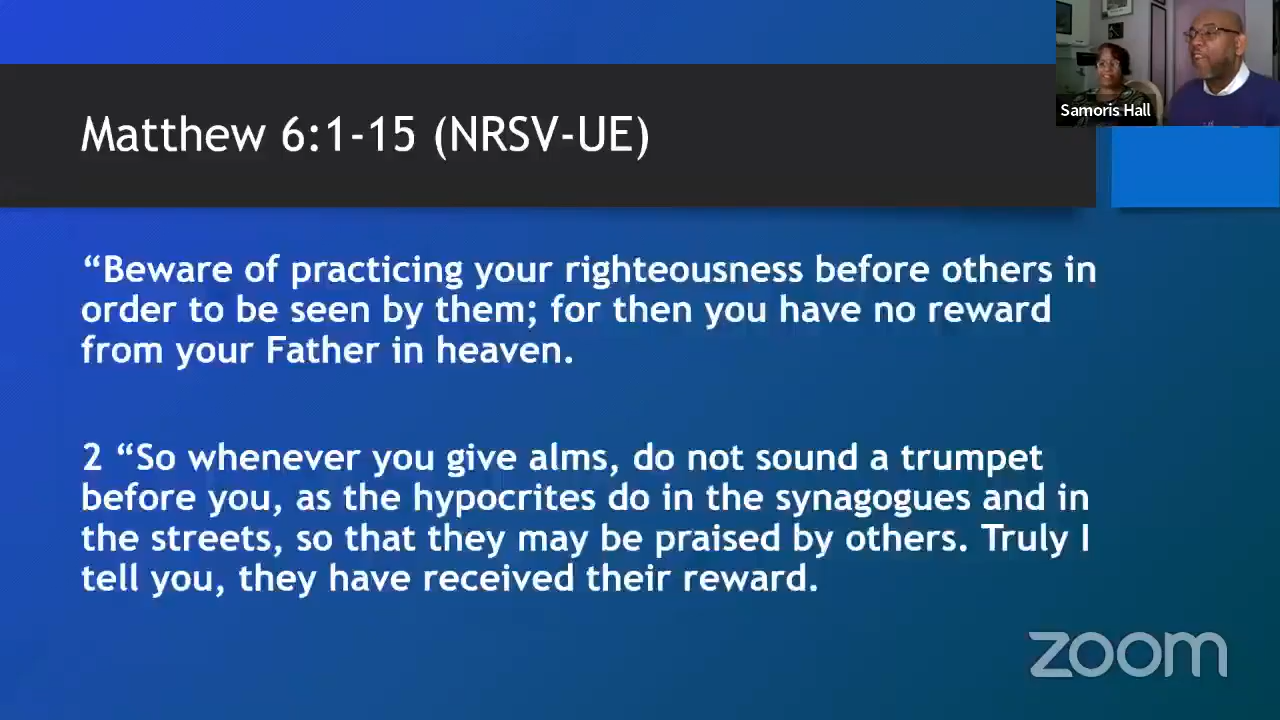 Samoris Hall
Matthew 6:1-15 (NRSV-UE)
“Beware of practicing your righteousness before others in
order to be seen by them; for then you have no reward
from your Father in heaven.
2 “So whenever you give alms, do not sound a trumpet
before you, as the hypocrites do in the synagogues and in
the streets, so that they may be praised by others. Truly I
tell you, they have received their reward.
zoom